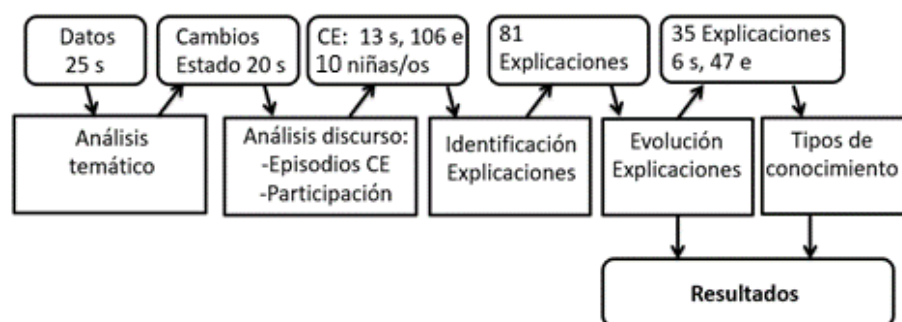 Datos
25 s
Cambios
Estado 20 s
CE: 13 s, 106 e
10 niñas/os
81
Explicaciones
35 Explicaciones
6 s, 47 e
Análisis
temático
Análisis discurso:
-Episodios CE
-Participación
Identificación
Explicaciones
Evolución
Explicaciones
Tipos de
conocimiento
Resultados